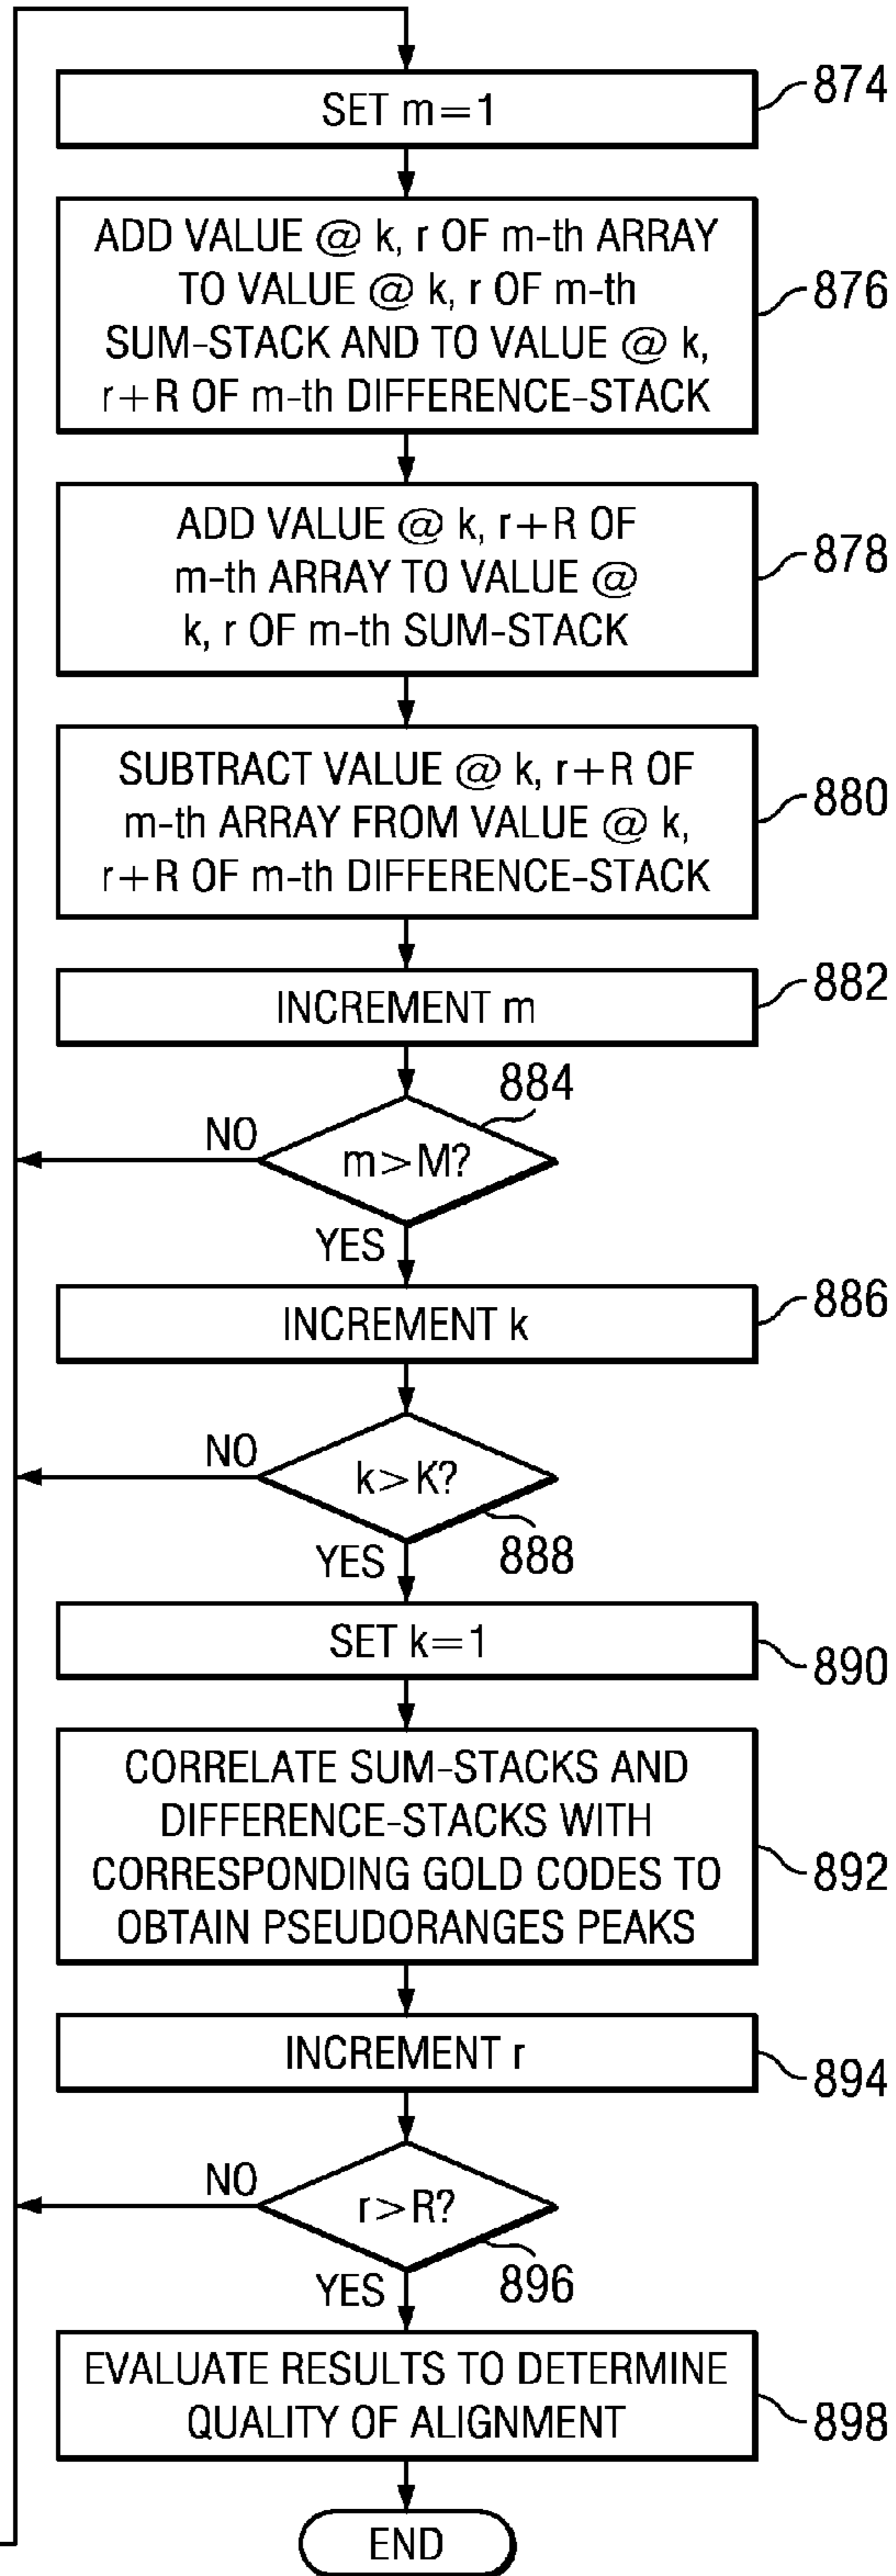 SET m=1
874
ADD VALUE @ k, r OF m-th ARRAY
TO VALUE @ k, r OF m-th
SUM-STACK AND TO VALUE @ k,
r+R OF m-th DIFFERENCE-STACK
876
ADD VALUE @ k, r+R OF
m-th ARRAY TO VALUE @
k, r OF m-th SUM-STACK
878
SUBTRACT VALUE @ k, r+R OF
m-th ARRAY FROM VALUE @ k,
r+R OF m-th DIFFERENCE-STACK
880
INCREMENT m
882
884
NO
m>M?
YES
INCREMENT k
886
NO
k>K?
888
YES
SET k=1
890
CORRELATE SUM-STACKS AND
DIFFERENCE-STACKS WITH
CORRESPONDING GOLD CODES TO
OBTAIN PSEUDORANGES PEAKS
892
INCREMENT r
894
NO
r>R?
896
YES
EVALUATE RESULTS TO DETERMINE
QUALITY OF ALIGNMENT
898
END